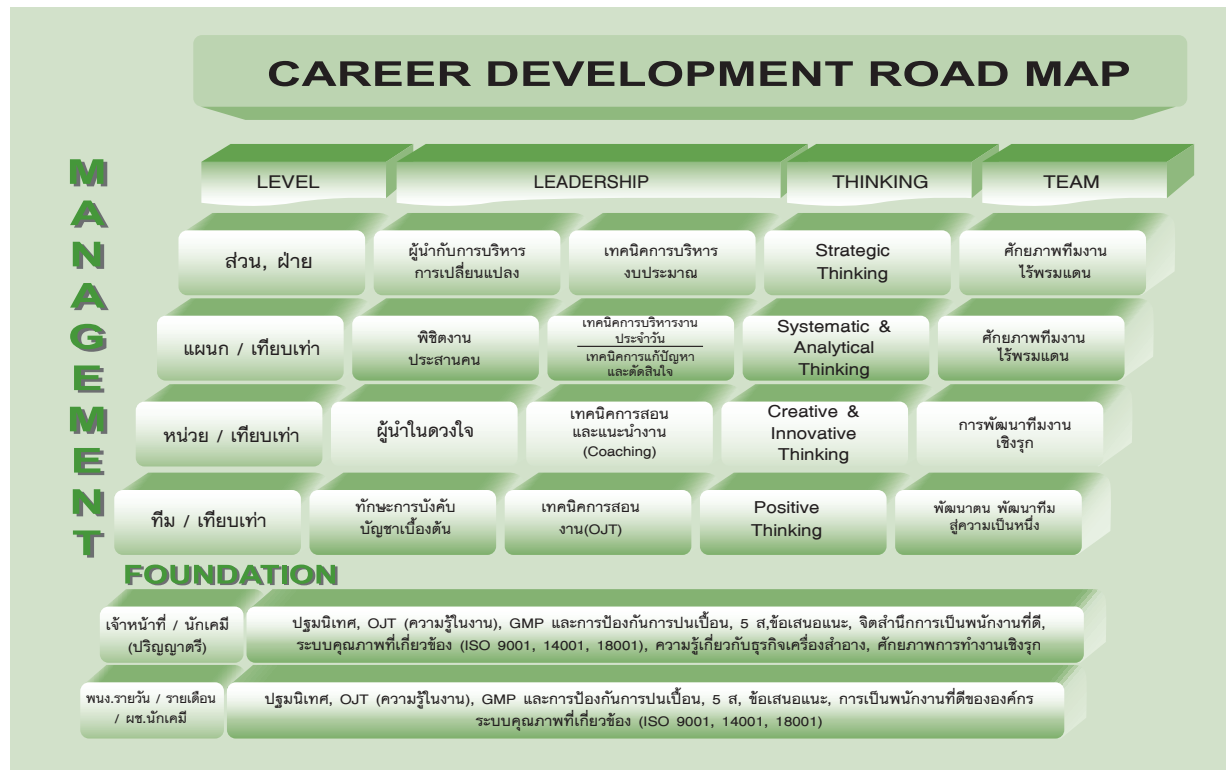 CAREER DEVELOPMENT ROAD MAP
MANAGEMENT
LEVEL
LEADERSHIP
THINKING
TEAM
ส่วน, ฝ่าย
ผู้นำกับการบริหาร
การเปลี่ยนแปลง
เทคนิคการบริหาร
งบประมาณ
Strategic
Thinking
ศักยภาพทีมงาน
ไร้พรมแดน
แผนก / เทียบเท่า
พิชิตงาน
ประสานคน
เทคนิคการบริหารงาน
ประจำวัน
เทคนิคการแก้ปัญหา
และตัดสินใจ
Systematic &
Analytical
Thinking
ศักยภาพทีมงาน
ไร้พรมแดน
หน่วย / เทียบเท่า
ผู้นำในดวงใจ
เทคนิคการสอน
และแนะนำงาน
(Coaching)
Creative &
Innovative
Thinking
การพัฒนาทีมงาน
เชิงรุก
ทีม / เทียบเท่า
ทักษะการบังคับ
บัญชาเบื้องต้น
เทคนิคการสอน
งาน(OJT)
Positive
Thinking
พัฒนาตน พัฒนาทีม
สู่ความเป็นหนึ่ง
FOUNDATION
เจ้าหน้าที่ / นักเคมี
(ปริญญาตรี)
ปฐมนิเทศ, OJT (ความรู้ในงาน), GMP และการป้องกันการปนเปื้อน, 5 ส,ข้อเสนอแนะ, จิตสำนึกการเป็นพนักงานที่ดี,
ระบบคุณภาพที่เกี่ยวข้อง (ISO 9001, 14001, 18001), ความรู้เกี่ยวกับธุรกิจเครื่องสำอาง, ศักยภาพการทำงานเชิงรุก
พนง.รายวัน / รายเดือน
/ ผช.นักเคมี
ปฐมนิเทศ, OJT (ความรู้ในงาน), GMP และการป้องกันการปนเปื้อน, 5 ส, ข้อเสนอแนะ, การเป็นพนักงานที่ดีขององค์กร
ระบบคุณภาพที่เกี่ยวข้อง (ISO 9001, 14001, 18001)